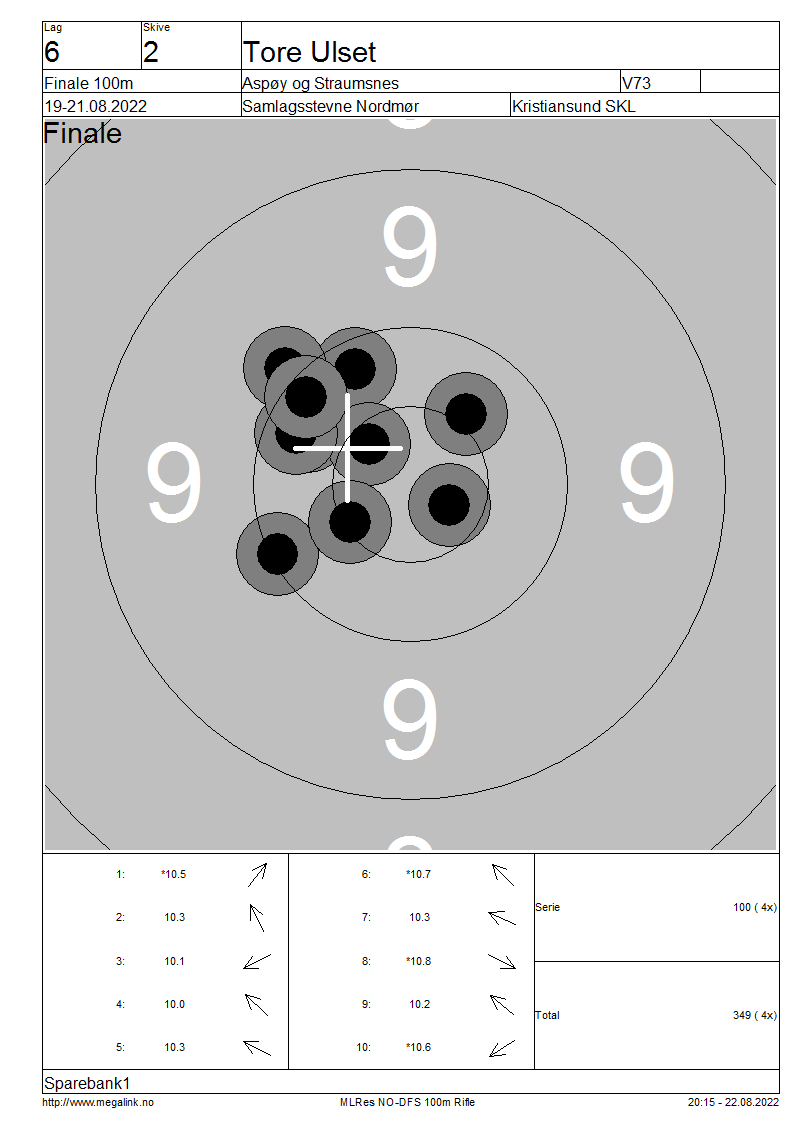 Lag Skive
6 2 Tore Ulset
Finale 100m Aspøy og Straumsnes V73
19-21.08.2022 Samlagsstevne Nordmør Kristiansund SKL
Finale
9
9 9
9
1: *10.5 6: *10.7
2: 10.3 7: 10.3
3: 10.1 8: *10.8
4: 10.0 9: 10.2
5: 10.3 10: *10.6
Serie 100 ( 4x)
Total 349 ( 4x)
Sparebank1
http://www.megalink.no MLRes NO-DFS 100m Rifle 20:15 - 22.08.2022